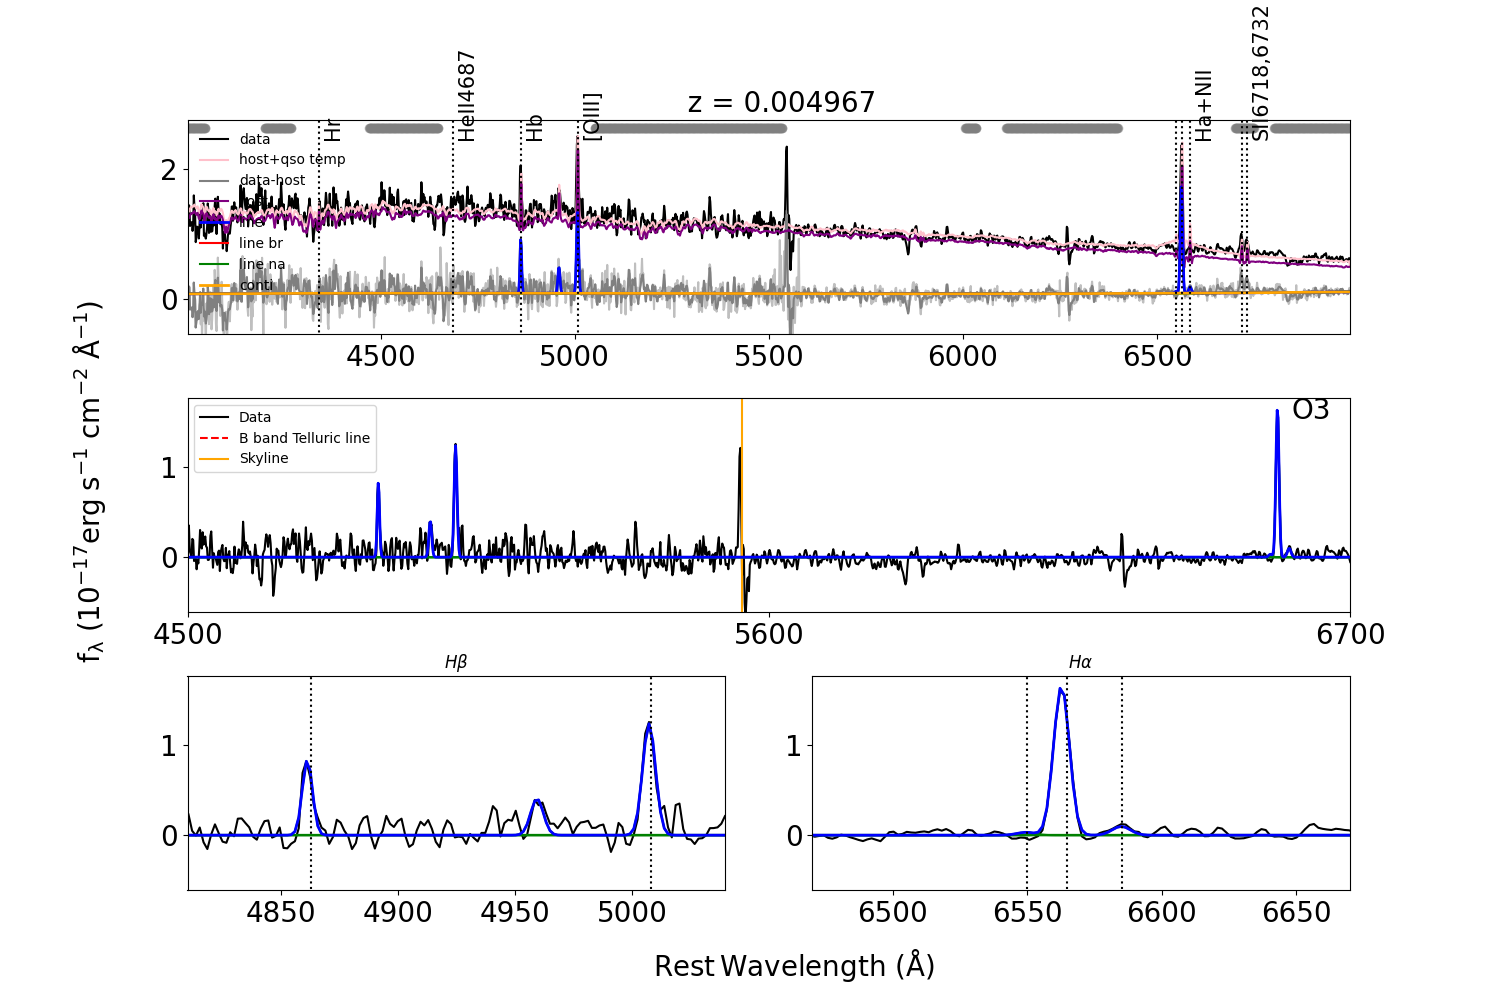 z = 0.004967
Hr
HeII4687
Hb
[OIII]
Ha+NII
SII6718,6732
data
host+qso temp
data-host
line
line br
line na
conti
2
0
4500 5000 5500 6000 6500
fλ (10⁻¹⁷erg s⁻¹ cm⁻² Å⁻¹)
Data
B band Telluric line
Skyline
O3
1
0
4500 5600 6700
Hβ
1
0
4850 4900 4950 5000
Hα
1
0
6500 6550 6600 6650
Rest Wavelength (Å)